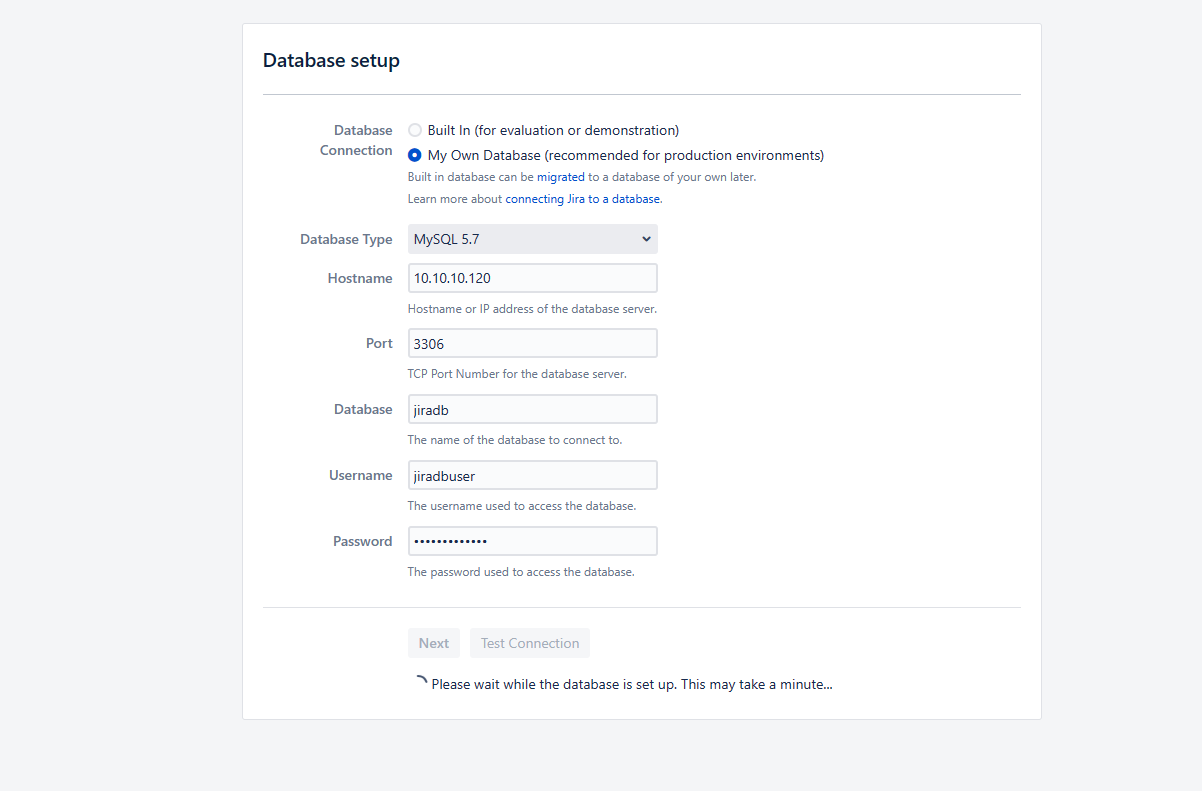 Database setup
Database Connection
Built In (for evaluation or demonstration)
My Own Database (recommended for production environments)
Built in database can be migrated to a database of your own later.
Learn more about connecting Jira to a database.
Database Type
MySQL 5.7
Hostname
10.10.10.120
Hostname or IP address of the database server.
Port
3306
TCP Port Number for the database server.
Database
jiradb
The name of the database to connect to.
Username
jiradbuser
The username used to access the database.
Password
•••••••••••••
The password used to access the database.
Next
Test Connection
Please wait while the database is set up. This may take a minute...